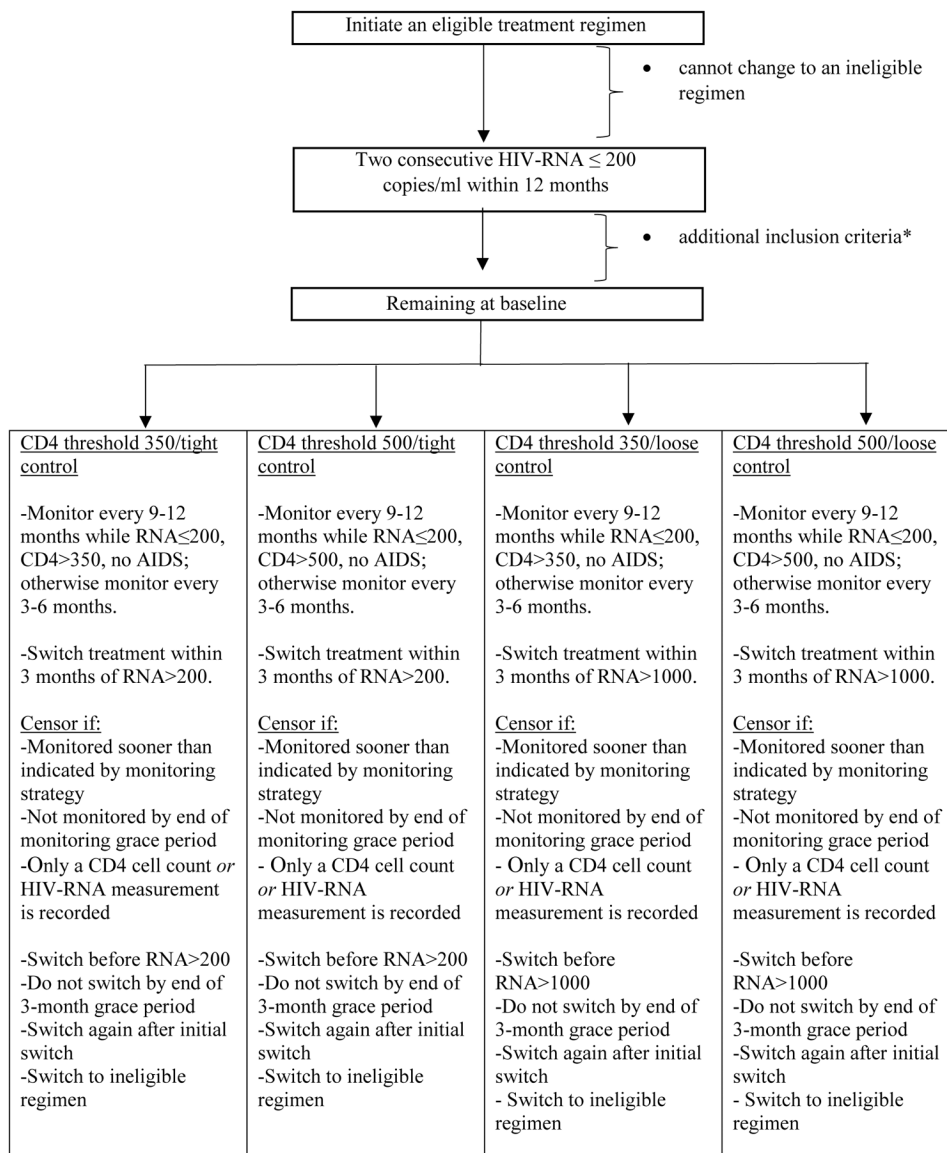 Initiate an eligible treatment regimen
• cannot change to an ineligible
regimen
Two consecutive HIV-RNA ≤ 200
copies/ml within 12 months
• additional inclusion criteria*
Remaining at baseline
CD4 threshold 350/tight
control
-Monitor every 9-12
months while RNA≤200,
CD4>350, no AIDS;
otherwise monitor every
3-6 months.
-Switch treatment within
3 months of RNA>200.
Censor if:
-Monitored sooner than
indicated by monitoring
strategy
-Not monitored by end of
monitoring grace period
-Only a CD4 cell count or
HIV-RNA measurement
is recorded
-Switch before RNA>200
-Do not switch by end of
3-month grace period
-Switch again after initial
switch
-Switch to ineligible
regimen
CD4 threshold 500/tight
control
-Monitor every 9-12
months while RNA≤200,
CD4>500, no AIDS;
otherwise monitor every
3-6 months.
-Switch treatment within
3 months of RNA>200.
Censor if:
-Monitored sooner than
indicated by monitoring
strategy
-Not monitored by end of
monitoring grace period
- Only a CD4 cell count
or HIV-RNA
measurement is recorded
-Switch before RNA>200
-Do not switch by end of
3-month grace period
-Switch again after initial
switch
-Switch to ineligible
regimen
CD4 threshold 350/loose
control
-Monitor every 9-12
months while RNA≤200,
CD4>350, no AIDS;
otherwise monitor every
3-6 months.
-Switch treatment within
3 months of RNA>1000.
Censor if:
-Monitored sooner than
indicated by monitoring
strategy
-Not monitored by end of
monitoring grace period
- Only a CD4 cell count
or HIV-RNA
measurement is recorded
-Switch before
RNA>1000
-Do not switch by end of
3-month grace period
-Switch again after initial
switch
- Switch to ineligible
regimen
CD4 threshold 500/loose
control
-Monitor every 9-12
months while RNA≤200,
CD4>500, no AIDS;
otherwise monitor every
3-6 months.
-Switch treatment within
3 months of RNA>1000.
Censor if:
-Monitored sooner than
indicated by monitoring
strategy
-Not monitored by end of
monitoring grace period
- Only a CD4 cell count
or HIV-RNA
measurement is recorded
-Switch before
RNA>1000
-Do not switch by end of
3-month grace period
-Switch again after initial
switch
- Switch to ineligible
regimen